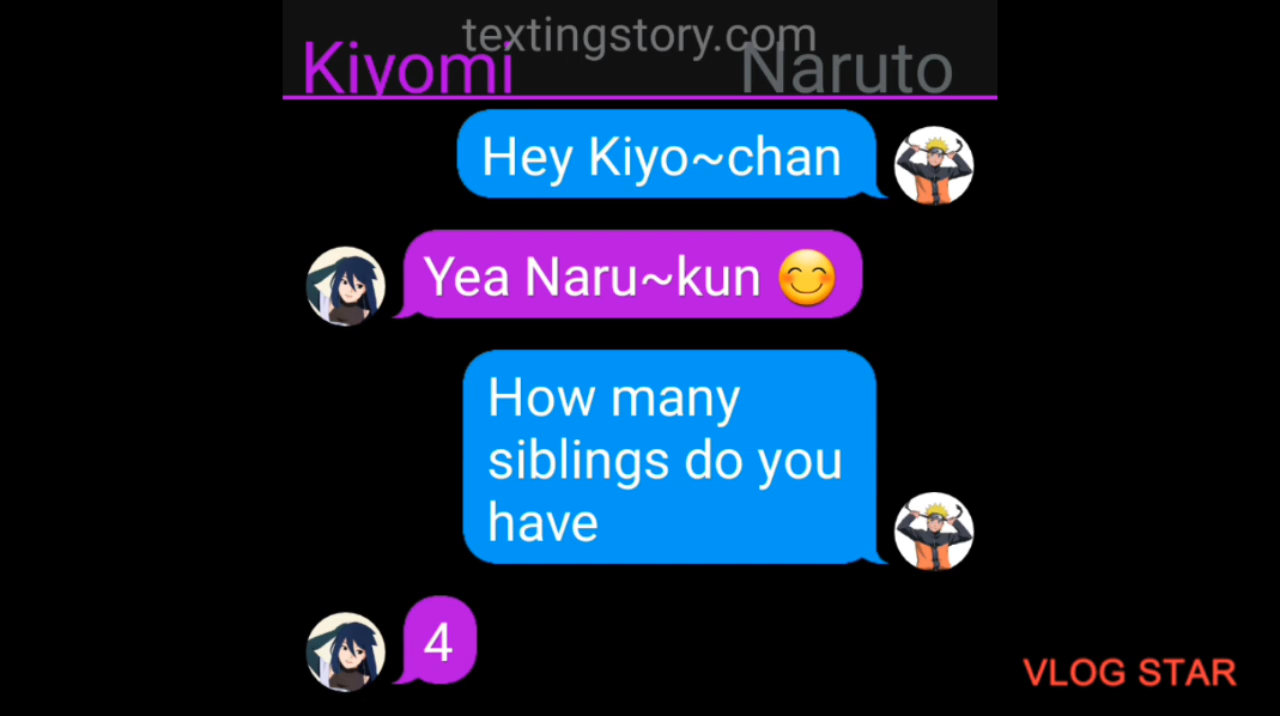 textingstory.com
Kiyomi Naruto
Hey Kiyo~chan
Yea Naru~kun 😊
How many
siblings do you
have
4
VLOG STAR